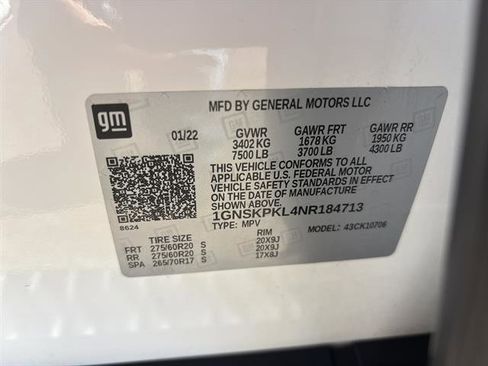 MFD BY GENERAL MOTORS LLC
gm
01/22 GVWR GAWR FRT GAWR RR
3402 KG 1678 KG 1950 KG
7500 LB 3700 LB 4300 LB
THIS VEHICLE CONFORMS TO ALL
APPLICABLE U.S. FEDERAL MOTOR
VEHICLE SAFETY STANDARDS IN EFFECT
ON THE DATE OF MANUFACTURE
SHOWN ABOVE.
1GNSKPKL4NR184713
8624 TYPE: MPV MODEL: 43CK10706
TIRE SIZE RIM
FRT 275/60R20 S 20X9J
RR 275/60R20 S 20X9J
SPA 265/70R17 S 17X8J